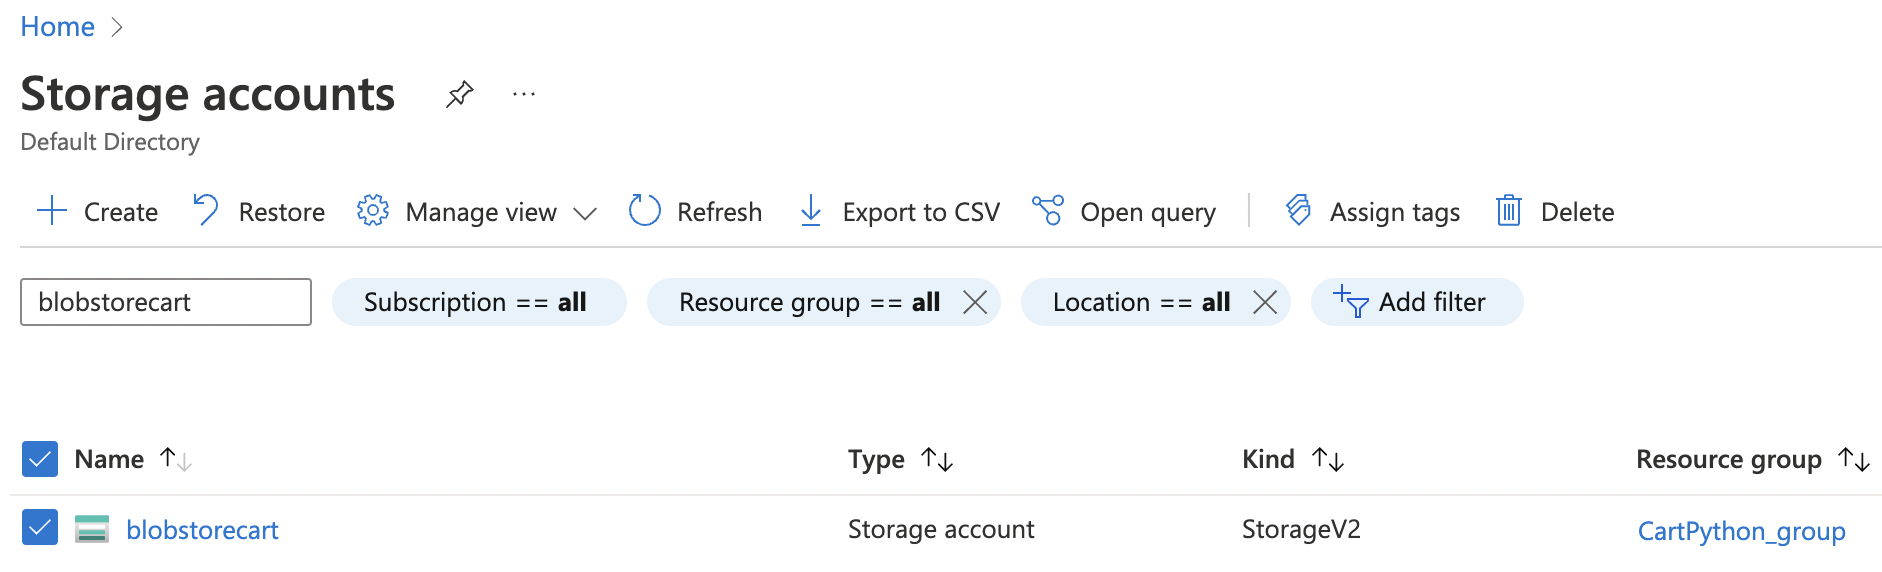 Home
Storage accounts
Default Directory
Create Restore Manage view Refresh Export to CSV Open query Assign tags Delete
blobstorecart Subscription == all Resource group == all Location == all Add filter
Name Type Kind Resource group
blobstorecart Storage account StorageV2 CartPython_group